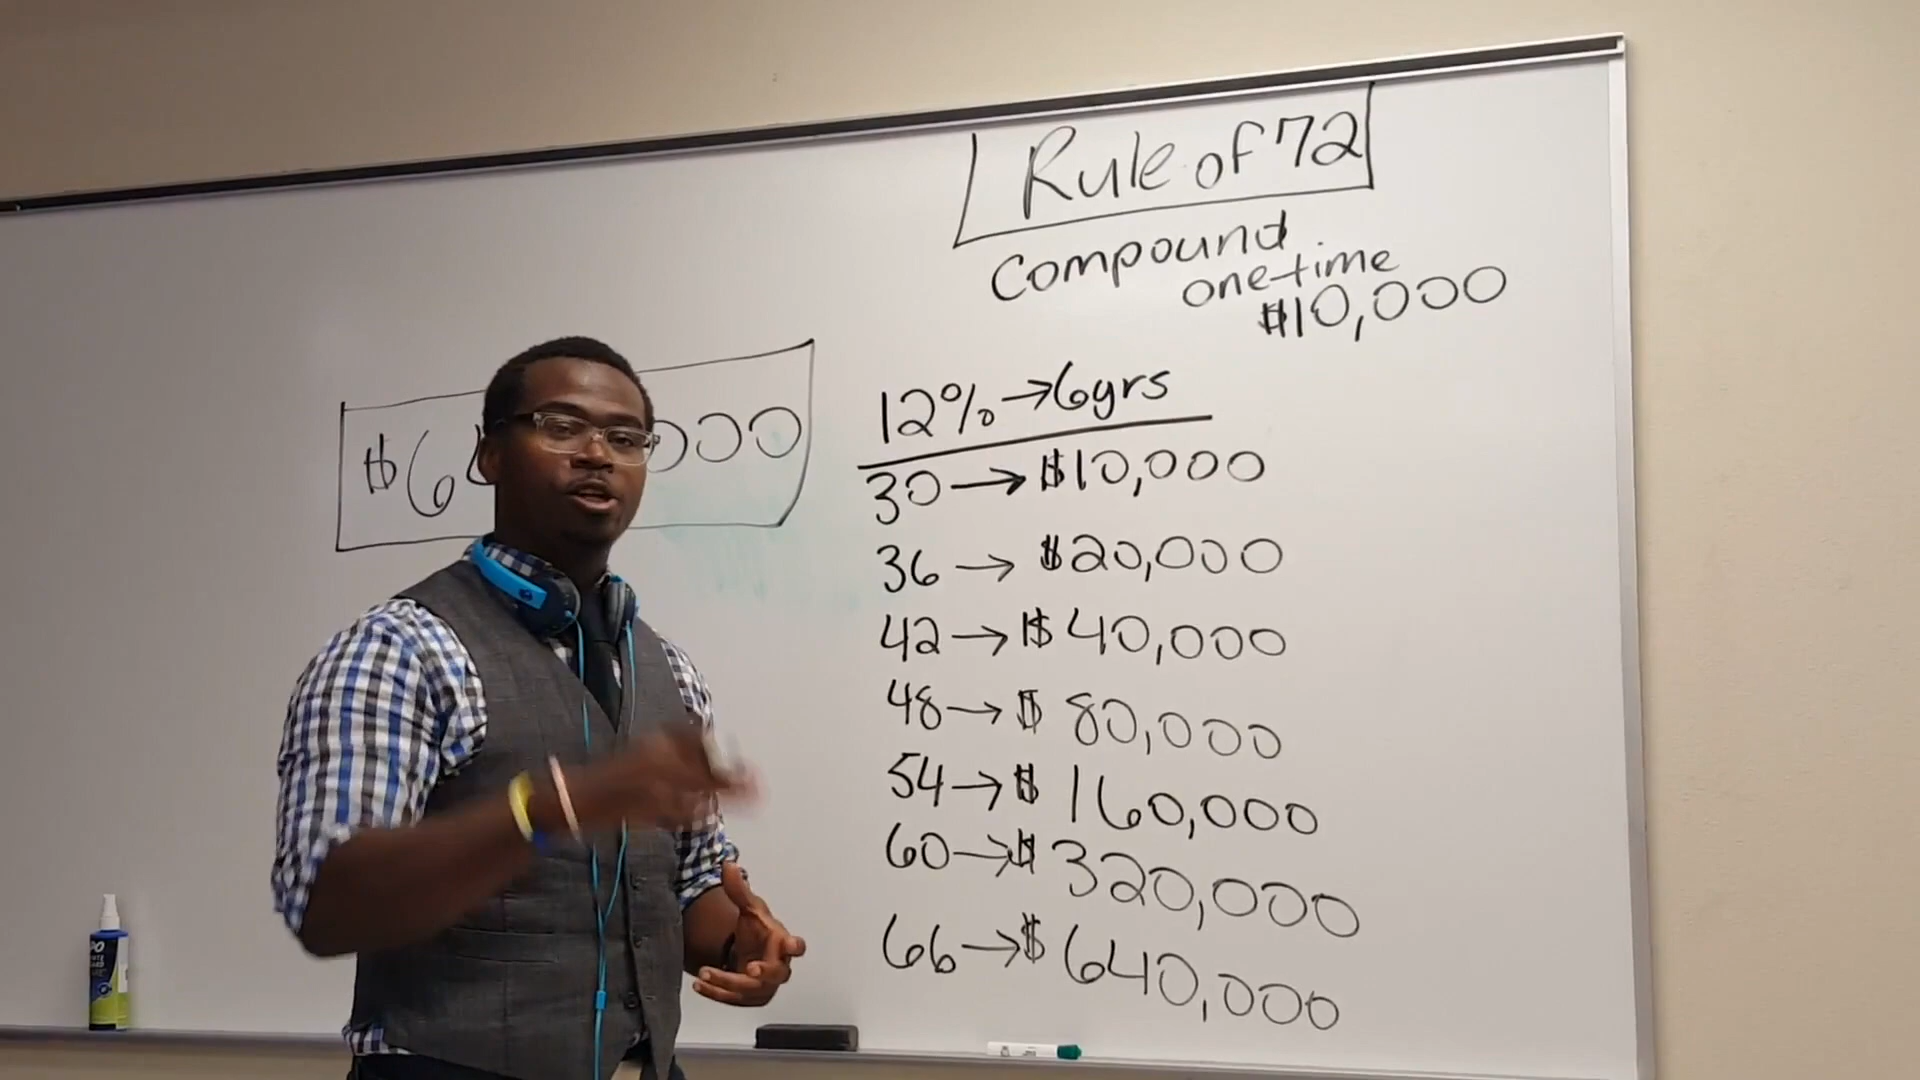 Rule of 72
Compound
one-time
$10,000
12% → 6yrs
30 → $10,000
36 → $20,000
42 → $40,000
48 → $ 80,000
54 → $ 160,000
60 → $ 320,000
66 → $ 640,000